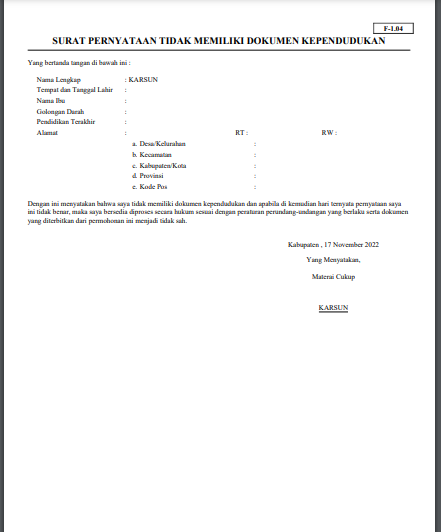 F-1.04
SURAT PERNYATAAN TIDAK MEMILIKI DOKUMEN KEPENDUDUKAN
Yang bertanda tangan di bawah ini :
Nama Lengkap : KARSUN
Tempat dan Tanggal Lahir :
Nama Ibu :
Golongan Darah :
Pendidikan Terakhir :
Alamat : RT : RW :
a. Desa/Kelurahan :
b. Kecamatan :
c. Kabupaten/Kota :
d. Provinsi :
e. Kode Pos :
Dengan ini menyatakan bahwa saya tidak memiliki dokumen kependudukan dan apabila di kemudian hari ternyata pernyataan saya
ini tidak benar, maka saya bersedia diproses secara hukum sesuai dengan peraturan perundang-undangan yang berlaku serta dokumen
yang diterbitkan dari permohonan ini menjadi tidak sah.
Kabupaten , 17 November 2022
Yang Menyatakan,
Materai Cukup
KARSUN